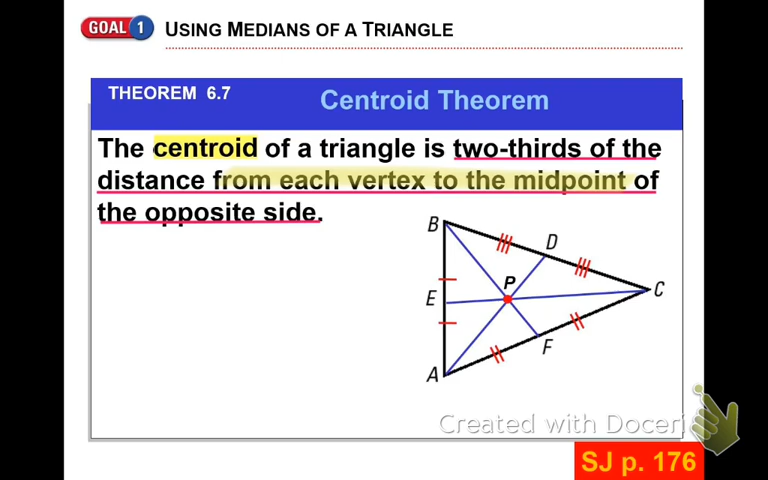 GOAL 1 USING MEDIANS OF A TRIANGLE
THEOREM 6.7 Centroid Theorem
The centroid of a triangle is two-thirds of the
distance from each vertex to the midpoint of
the opposite side.
B
D
P
E
C
F
A
Created with Doceri
SJ p. 176